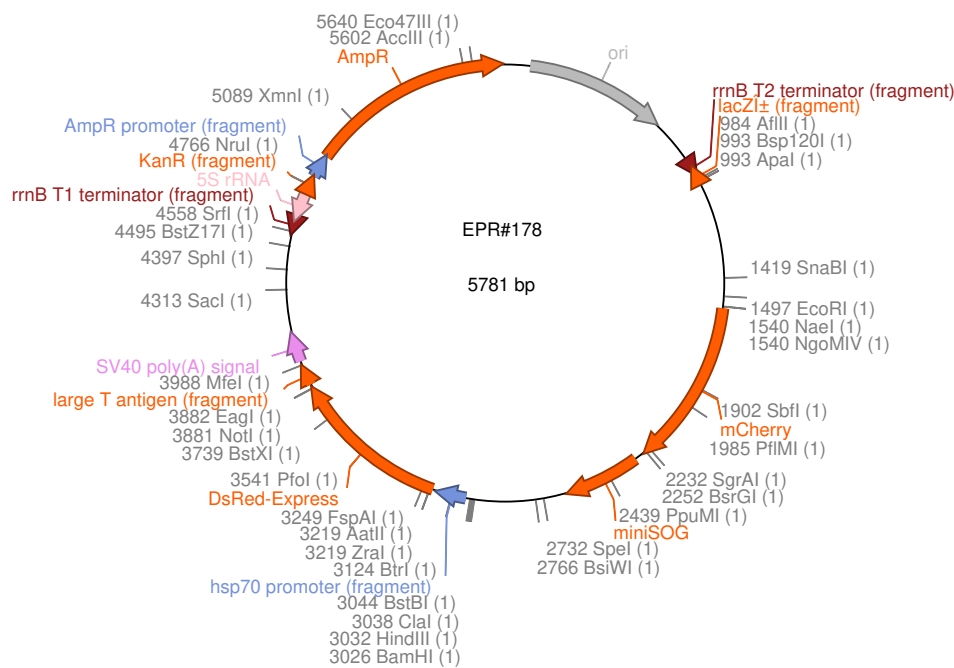 5640 Eco47III (1)
5602 AccIII (1)
AmpR
ori
5089 XmnI (1)
rrnB T2 terminator (fragment)
lacZÎ± (fragment)
984 AflII (1)
993 Bsp120I (1)
993 ApaI (1)
AmpR promoter (fragment)
4766 NruI (1)
KanR (fragment)
5S rRNA
rrnB T1 terminator (fragment)
4558 SrfI (1)
4495 BstZ17I (1)
4397 SphI (1)
4313 SacI (1)
EPR#178
5781 bp
1419 SnaBI (1)
1497 EcoRI (1)
1540 NaeI (1)
1540 NgoMIV (1)
SV40 poly(A) signal
3988 MfeI (1)
large T antigen (fragment)
3882 EagI (1)
3881 NotI (1)
3739 BstXI (1)
3541 PfoI (1)
DsRed-Express
1902 SbfI (1)
mCherry
1985 PflMI (1)
2232 SgrAI (1)
2252 BsrGI (1)
2439 PpuMI (1)
miniSOG
2732 SpeI (1)
2766 BsiWI (1)
3249 FspAI (1)
3219 AatII (1)
3219 ZraI (1)
3124 BtrI (1)
hsp70 promoter (fragment)
3044 BstBI (1)
3038 ClaI (1)
3032 HindIII (1)
3026 BamHI (1)